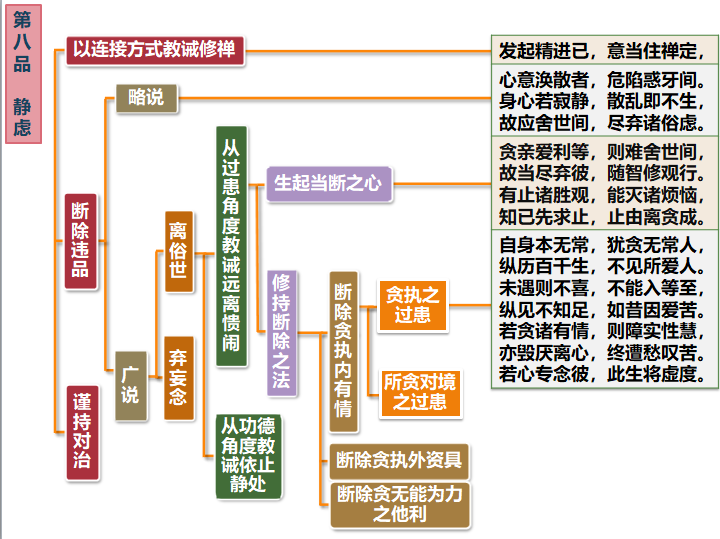 第八品 静虑
以连接方式教诫修禅
发起精进已，意当住禅定，
断除违品
略说
心意涣散者，危陷惑牙间。
身心若寂静，散乱即不生，
故应舍世间，尽弃诸俗虑。
广说
离俗世
从过患角度教诫远离愦闹
生起当断之心
贪亲爱利等，则难舍世间，
故当尽弃彼，随智修观行。
有止诸胜观，能灭诸烦恼，
知已先求止，止由离贪成。
修持断除之法
断除贪执内有情
贪执之
过患
自身本无常，犹贪无常人，
纵历百千生，不见所爱人。
未遇则不喜，不能入等至，
纵见不知足，如昔因爱苦。
若贪诸有情，则障实性慧，
亦毁厌离心，终遭愁叹苦。
若心专念彼，此生将虚度。
所贪对境
之过患
断除贪执外资具
断除贪无能为力
之他利
从功德
角度教
诫依止
静处
弃妄念
谨持对治